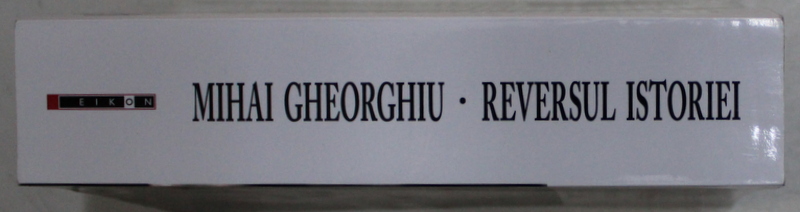 EIKON
MIHAI GHEORGHIU · REVERSUL ISTORIEI